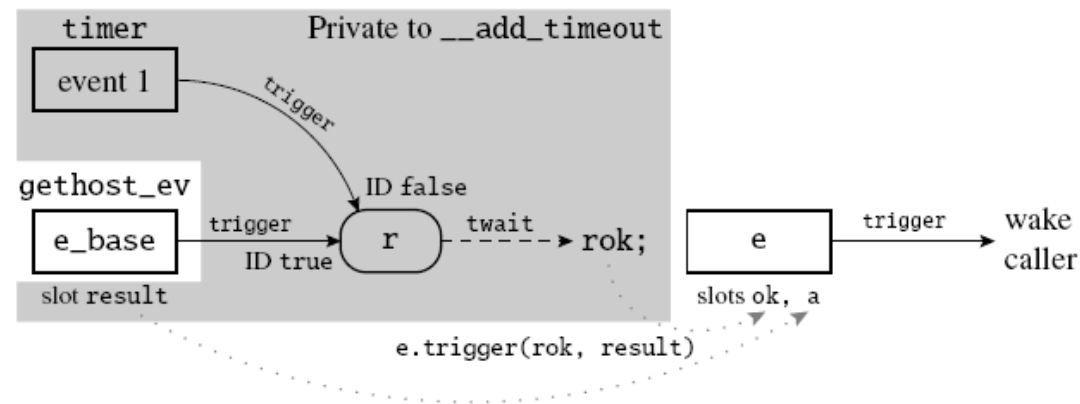 timer
Private to __add_timeout
event 1
trigger
gethost_ev
ID false
e_base
trigger
ID true
r
twait
rok;
e
trigger
wake
caller
slot result
slots ok, a
e.trigger(rok, result)